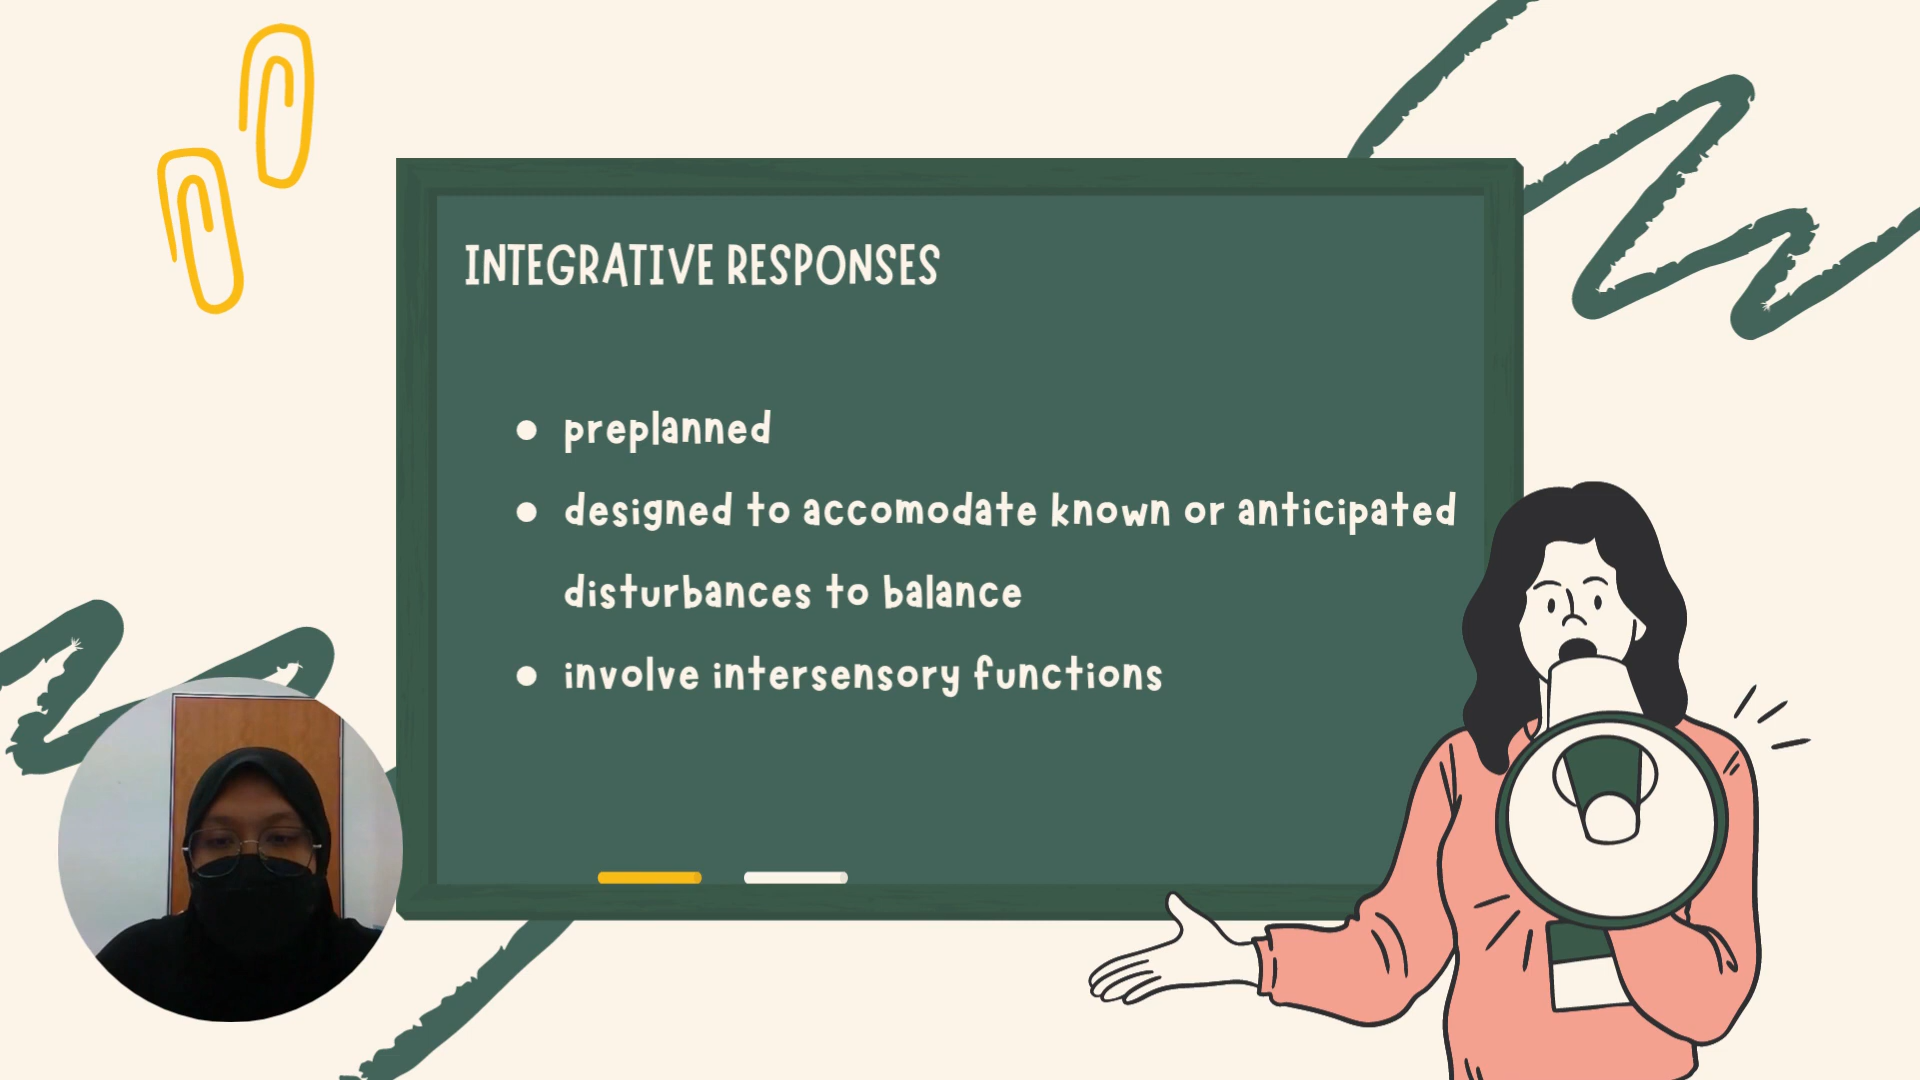 INTEGRATIVE RESPONSES
• preplanned
• designed to accomodate known or anticipated
disturbances to balance
• involve intersensory functions